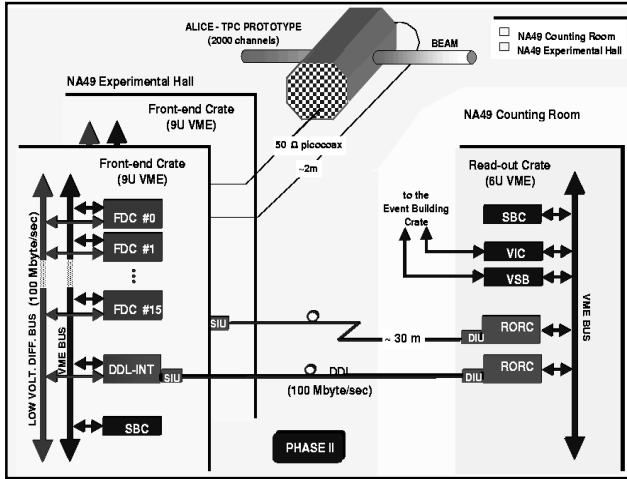 ALICE - TPC PROTOTYPE
(2000 channels)
BEAM
NA49 Counting Room
NA49 Experimental Hall
NA49 Experimental Hall
Front-end Crate
(9U VME)
50 Ω picocoax
~2m
NA49 Counting Room
Front-end Crate
(9U VME)
Read-out Crate
(6U VME)
LOW VOLT. DIFF. BUS (100 Mbyte/sec)
VME BUS
FDC #0
FDC #1
...
FDC #15
DDL-INT
SIU
SBC
to the
Event Building
Crate
SBC
VIC
VSB
VME BUS
SIU
~ 30 m
DIU
RORC
DDL
(100 Mbyte/sec)
DIU
RORC
PHASE II